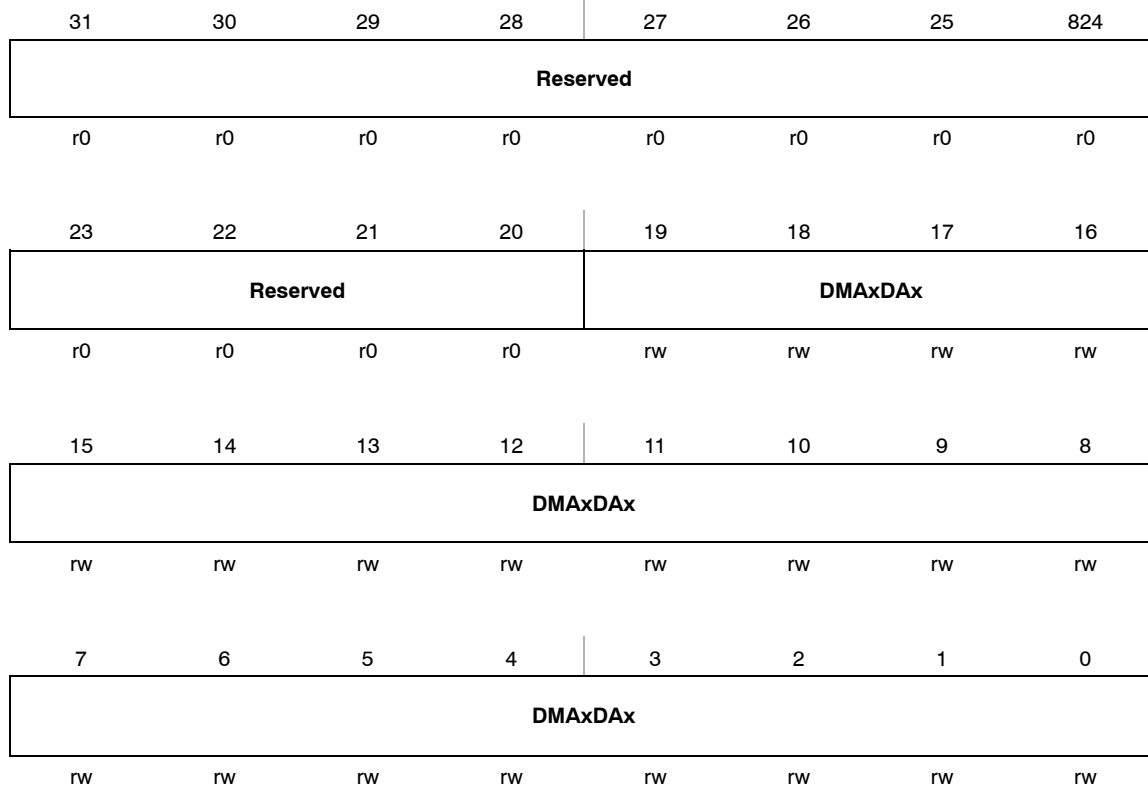 31 30 29 28 27 26 25 824
Reserved
r0 r0 r0 r0 r0 r0 r0 r0
23 22 21 20 19 18 17 16
Reserved DMAxDAx
r0 r0 r0 r0 rw rw rw rw
15 14 13 12 11 10 9 8
DMAxDAx
rw rw rw rw rw rw rw rw
7 6 5 4 3 2 1 0
DMAxDAx
rw rw rw rw rw rw rw rw